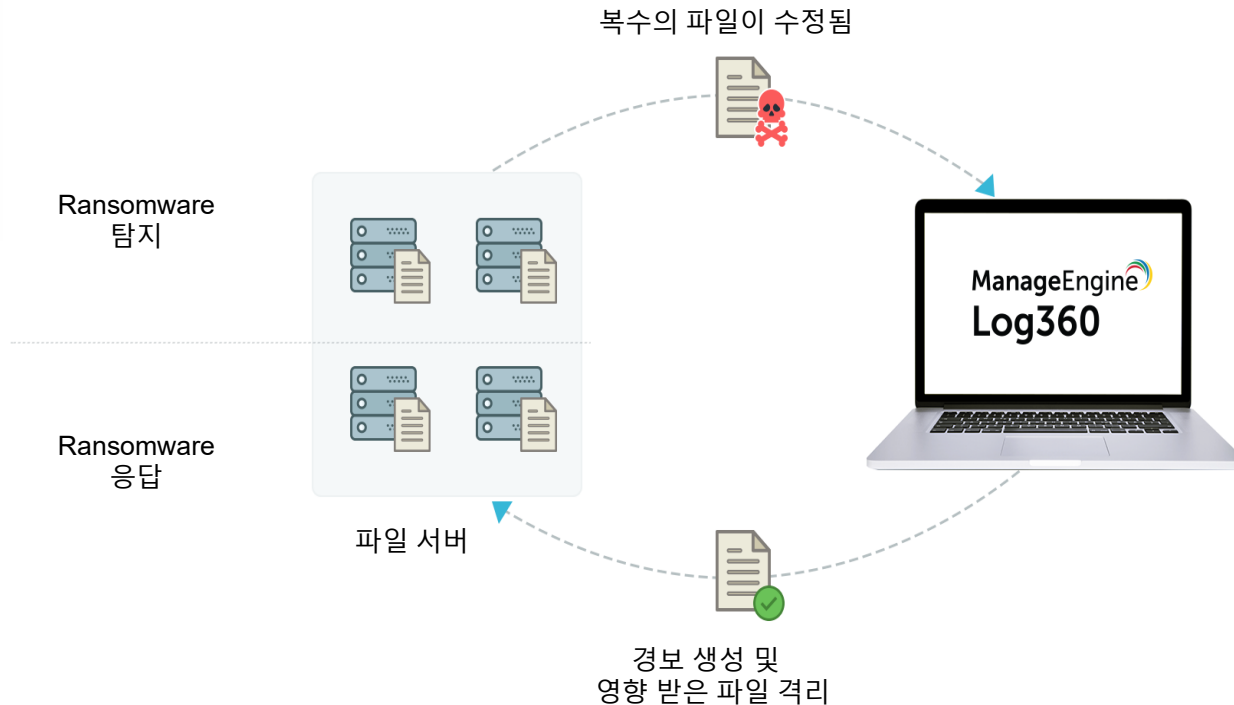 복수의 파일이 수정됨
Ransomware
탐지
ManageEngine
Log360
Ransomware
응답
파일 서버
경보 생성 및
영향 받은 파일 격리